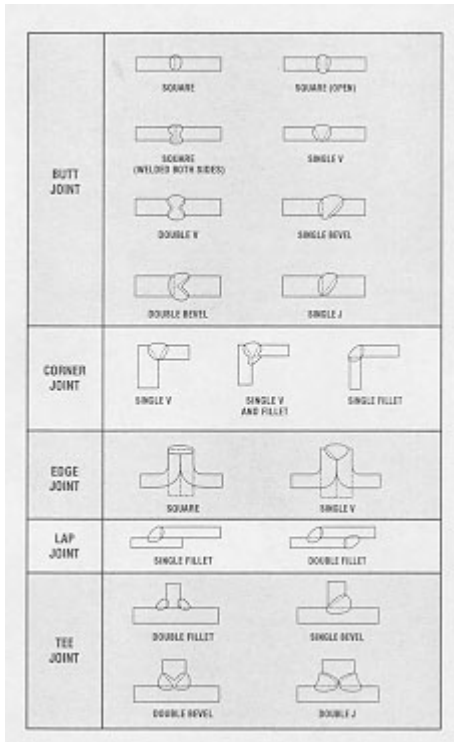 BUTT
JOINT
SQUARE
SQUARE (OPEN)
SQUARE
(WELDED BOTH SIDES)
SINGLE V
DOUBLE V
SINGLE BEVEL
DOUBLE BEVEL
SINGLE J
CORNER
JOINT
SINGLE V
SINGLE V
AND FILLET
SINGLE FILLET
EDGE
JOINT
SQUARE
SINGLE V
LAP
JOINT
SINGLE FILLET
DOUBLE FILLET
TEE
JOINT
DOUBLE FILLET
SINGLE BEVEL
DOUBLE BEVEL
DOUBLE J